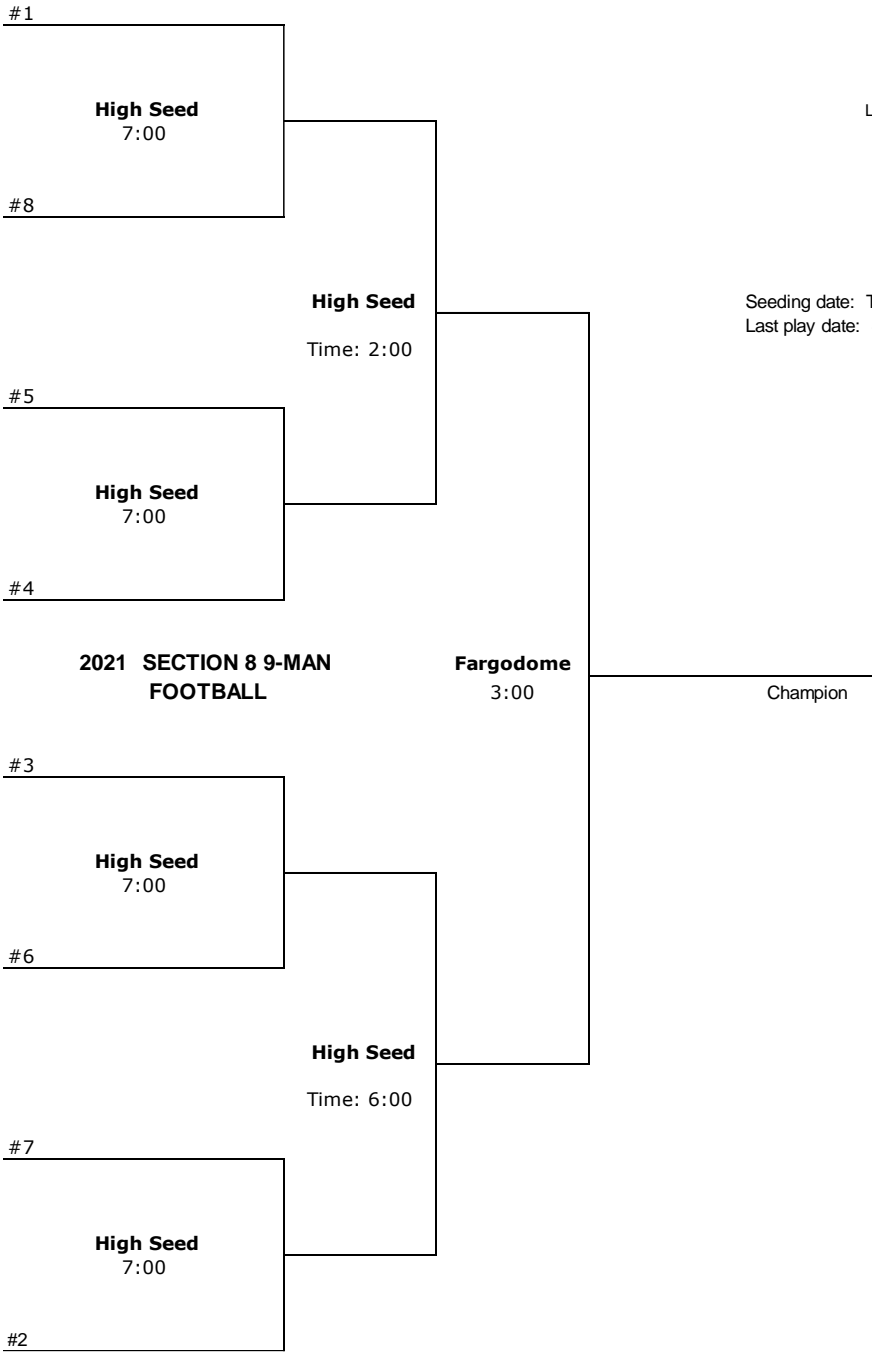 #1
High Seed
7:00
L
#8
High Seed
Time: 2:00
Seeding date: T
Last play date:
#5
High Seed
7:00
#4
2021 SECTION 8 9-MAN
FOOTBALL
Fargodome
3:00
Champion
#3
High Seed
7:00
#6
High Seed
Time: 6:00
#7
High Seed
7:00
#2